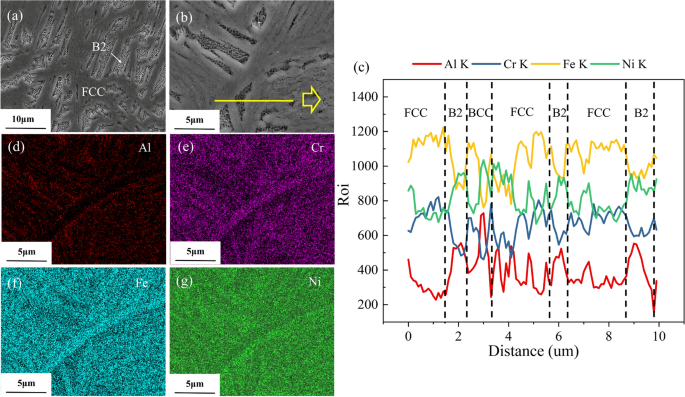 (a)
B2
FCC
10μm
(b)
5μm
(c)
Al K Cr K Fe K Ni K
1400
1200
1000
800
600
400
200
Roi
FCC B2 BCC FCC B2 FCC B2
0 2 4 6 8 10
Distance (um)
(d) Al
5μm
(e) Cr
5μm
(f) Fe
5μm
(g) Ni
5μm